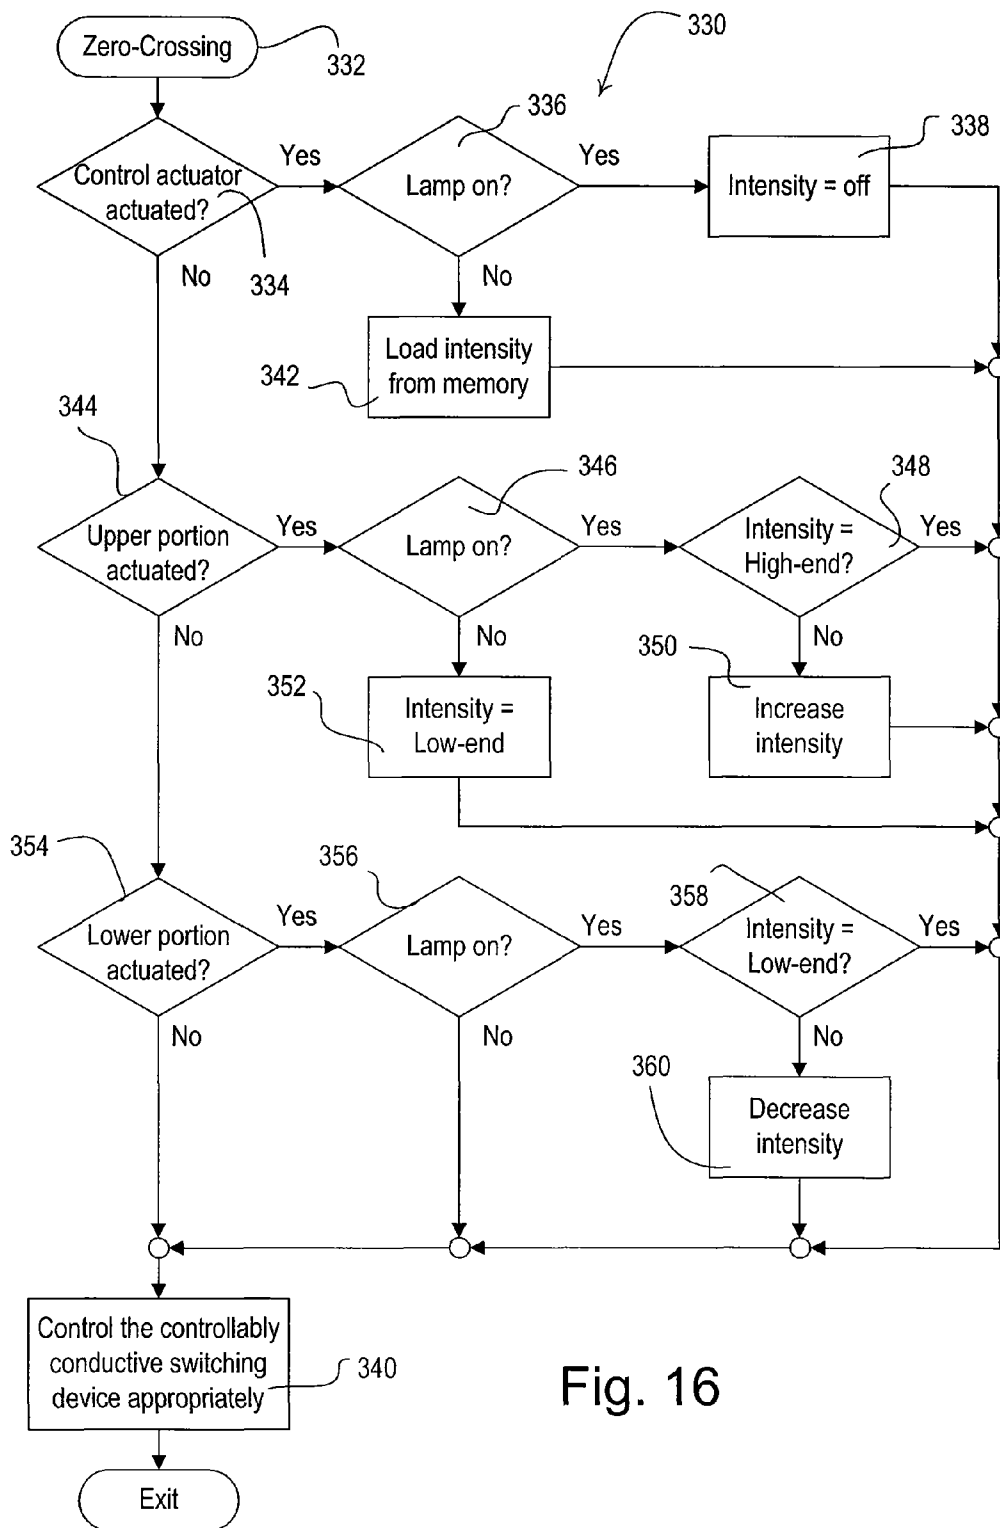 330
Zero-Crossing
332
336
338
Control actuator
actuated?
334
Yes
Lamp on?
Yes
Intensity = off
No
No
Load intensity
from memory
342
344
346
348
Upper portion
actuated?
Yes
Lamp on?
Yes
Intensity =
High-end?
Yes
No
No
No
352
Intensity =
Low-end
350
Increase
intensity
354
356
358
Lower portion
actuated?
Yes
Lamp on?
Yes
Intensity =
Low-end?
Yes
No
No
No
360
Decrease
intensity
Control the controllably
conductive switching
device appropriately
340
Fig. 16
Exit